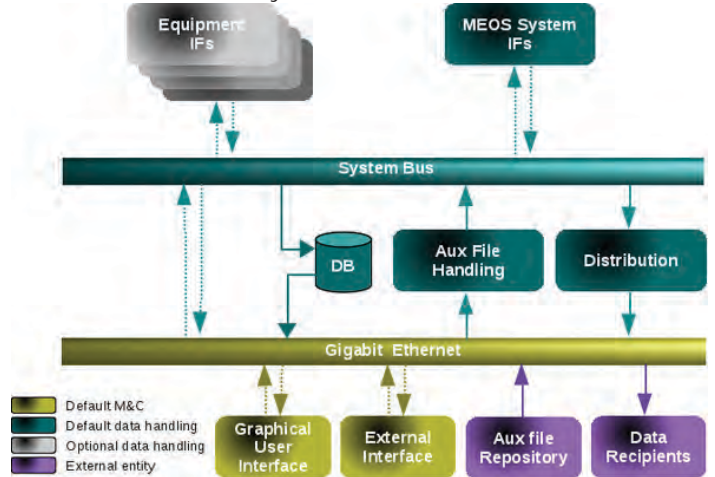 Equipment
IFs
MEOS System
IFs
System Bus
DB
Aux File
Handling
Distribution
Gigabit Ethernet
Default M&C
Default data handling
Optional data handling
External entity
Graphical
User
Interface
External
Interface
Aux file
Repository
Data
Recipients